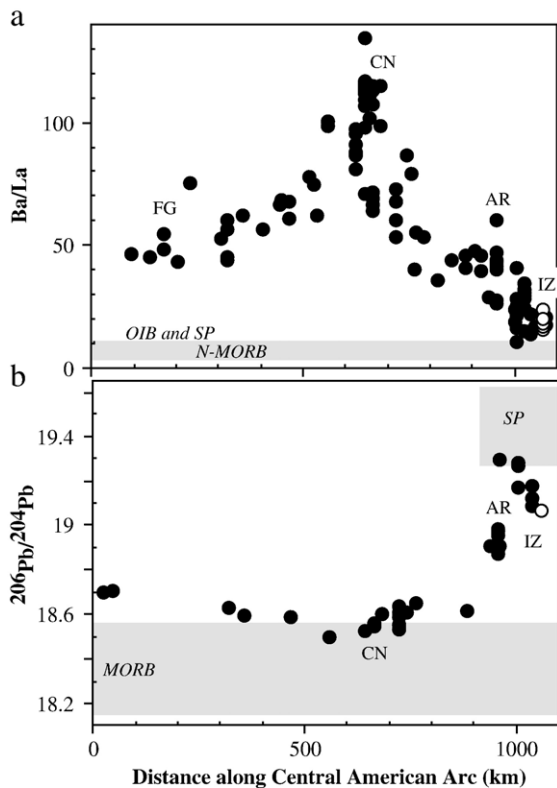 a
CN
100
Ba/La
FG
AR
50
IZ
OIB and SP
N-MORB
0
b
SP
19.4
206Pb/204Pb
AR
19
IZ
18.6
CN
MORB
18.2
0 500 1000
Distance along Central American Arc (km)